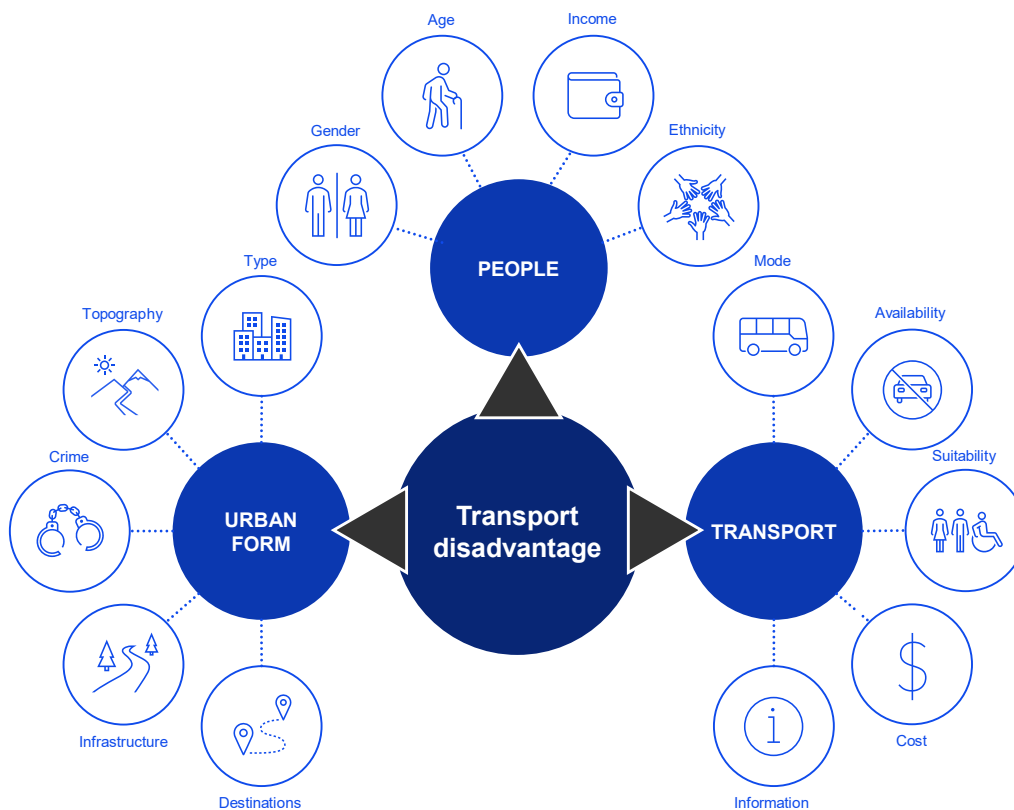 Age
Income
Gender
Ethnicity
PEOPLE
Type
Mode
Topography
Availability
Crime
Suitability
URBAN
FORM
Transport
disadvantage
TRANSPORT
Infrastructure
Cost
Destinations
Information